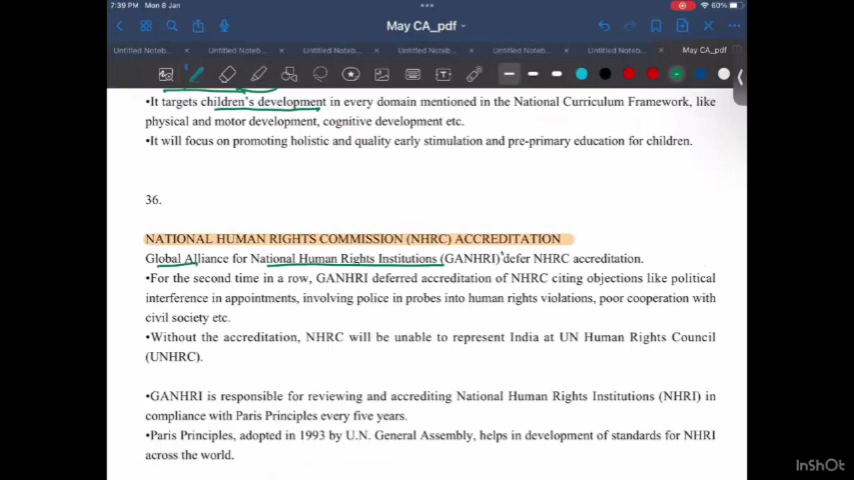 7:39 PM Mon 8 Jan
60%
May CA_pdf
Untitled Noteb... Untitled Noteb... Untitled Noteb... Untitled Noteb... Untitled Noteb... Untitled Noteb... May CA_pdf
•It targets children's development in every domain mentioned in the National Curriculum Framework, like
physical and motor development, cognitive development etc.
•It will focus on promoting holistic and quality early stimulation and pre-primary education for children.
36.
NATIONAL HUMAN RIGHTS COMMISSION (NHRC) ACCREDITATION
Global Alliance for National Human Rights Institutions (GANHRI) defer NHRC accreditation.
•For the second time in a row, GANHRI deferred accreditation of NHRC citing objections like political
interference in appointments, involving police in probes into human rights violations, poor cooperation with
civil society etc.
•Without the accreditation, NHRC will be unable to represent India at UN Human Rights Council
(UNHRC).
•GANHRI is responsible for reviewing and accrediting National Human Rights Institutions (NHRI) in
compliance with Paris Principles every five years.
•Paris Principles, adopted in 1993 by U.N. General Assembly, helps in development of standards for NHRI
across the world.
InShOt